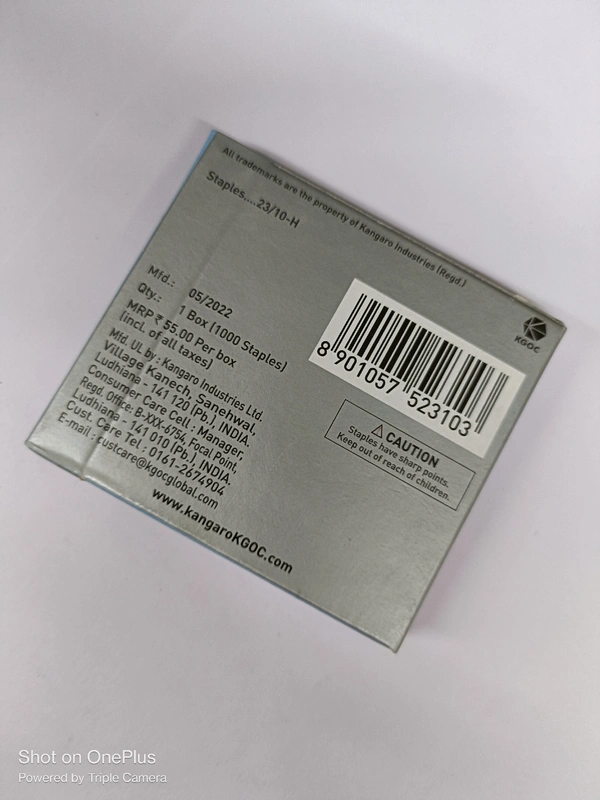 All trademarks are the property of Kangaro Industries (Regd.)
Staples.....23/10-H
KGOC
Mfd.: 05/2022
Qty.: 1 Box [1000 Staples]
MRP ₹ 55.00 Per box
(incl. of all taxes)
Mfd. Ut. by : Kangaro Industries Ltd.
Village Kanech, Sanehwal,
Ludhiana - 141 120 (Pb.), INDIA.
Consumer Care Cell : Manager,
Regd. Office: B-XXX-6754, Focal Point,
Ludhiana - 141 010 (Pb.), INDIA.
Cust. Care Tel.: 0161-2674904
E-mail : custcare@kgocglobal.com
www.kangaroKGOC.com
8 901057 523103
CAUTION
Staples have sharp points.
Keep out of reach of children.
Shot on OnePlus
Powered by Triple Camera